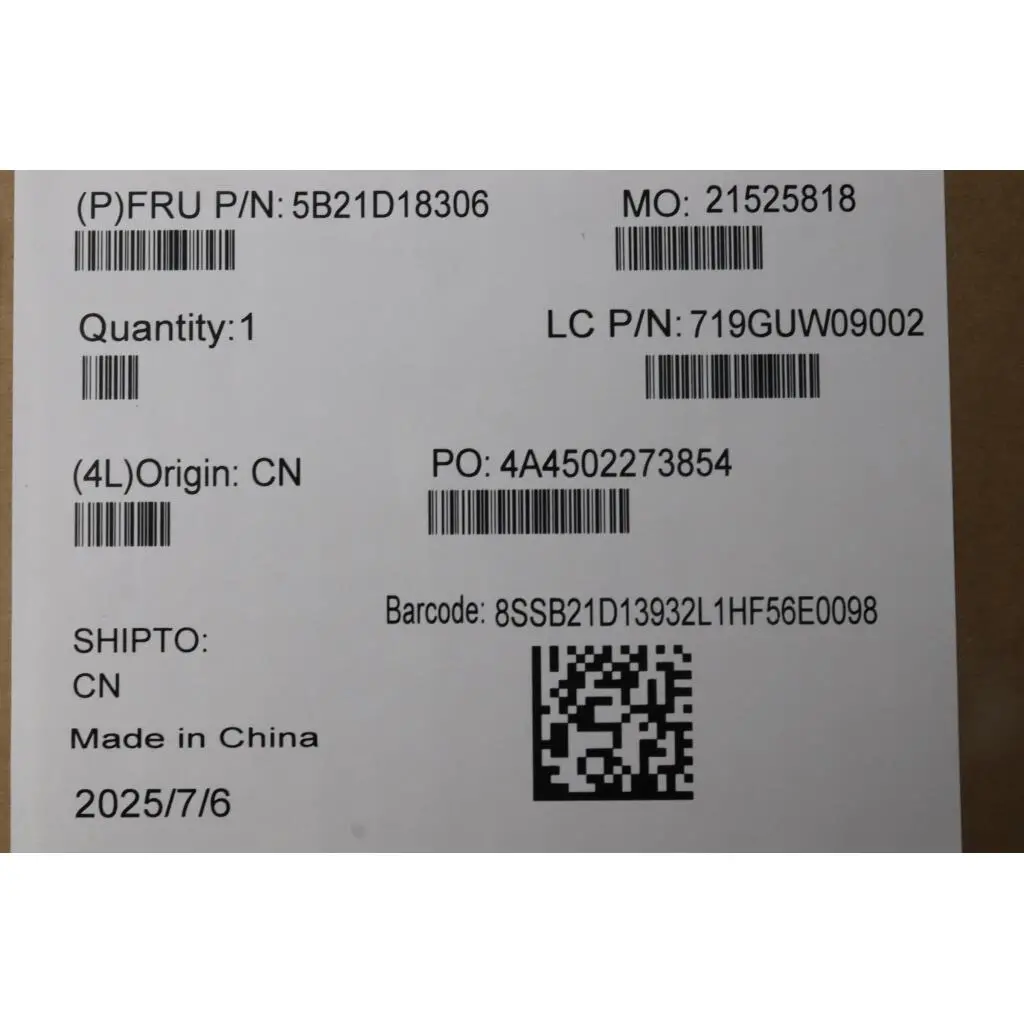 (P)FRU P/N: 5B21D18306
MO: 21525818
Quantity:1
LC P/N: 719GUW09002
(4L)Origin: CN
PO: 4A4502273854
Barcode: 8SSB21D13932L1HF56E0098
SHIPTO:
CN
Made in China
2025/7/6